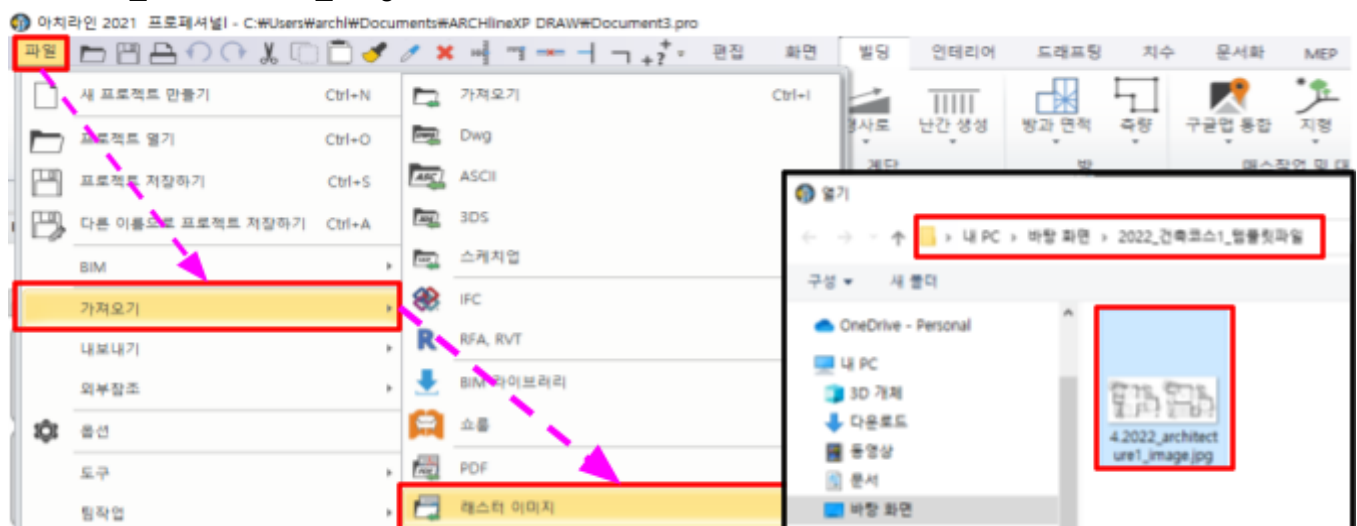 아치라인 2021 프로페셔널I - C:₩Users₩archl₩Documents₩ARCHlineXP DRAW₩Document3.pro
파일
편집 화면 빌딩 인테리어 드래프팅 치수 문서화 MEP
새 프로젝트 만들기 Ctrl+N
프로젝트 열기 Ctrl+O
프로젝트 저장하기 Ctrl+S
다른 이름으로 프로젝트 저장하기 Ctrl+A
BIM
가져오기
내보내기
외부참조
옵션
도구
팀작업
가져오기 Ctrl+I
Dwg
ASCII
3DS
스케치업
IFC
RFA, RVT
BIM 라이브러리
쇼룸
PDF
래스터 이미지
난간 생성 방과 면적 측량 구글맵 통합 지형
계단 방
열기
내 PC › 바탕 화면 › 2022_건축코스1_템플릿파일
구성 새 폴더
OneDrive - Personal
내 PC
3D 개체
다운로드
동영상
문서
바탕 화면
4.2022_architect
ure1_image.jpg